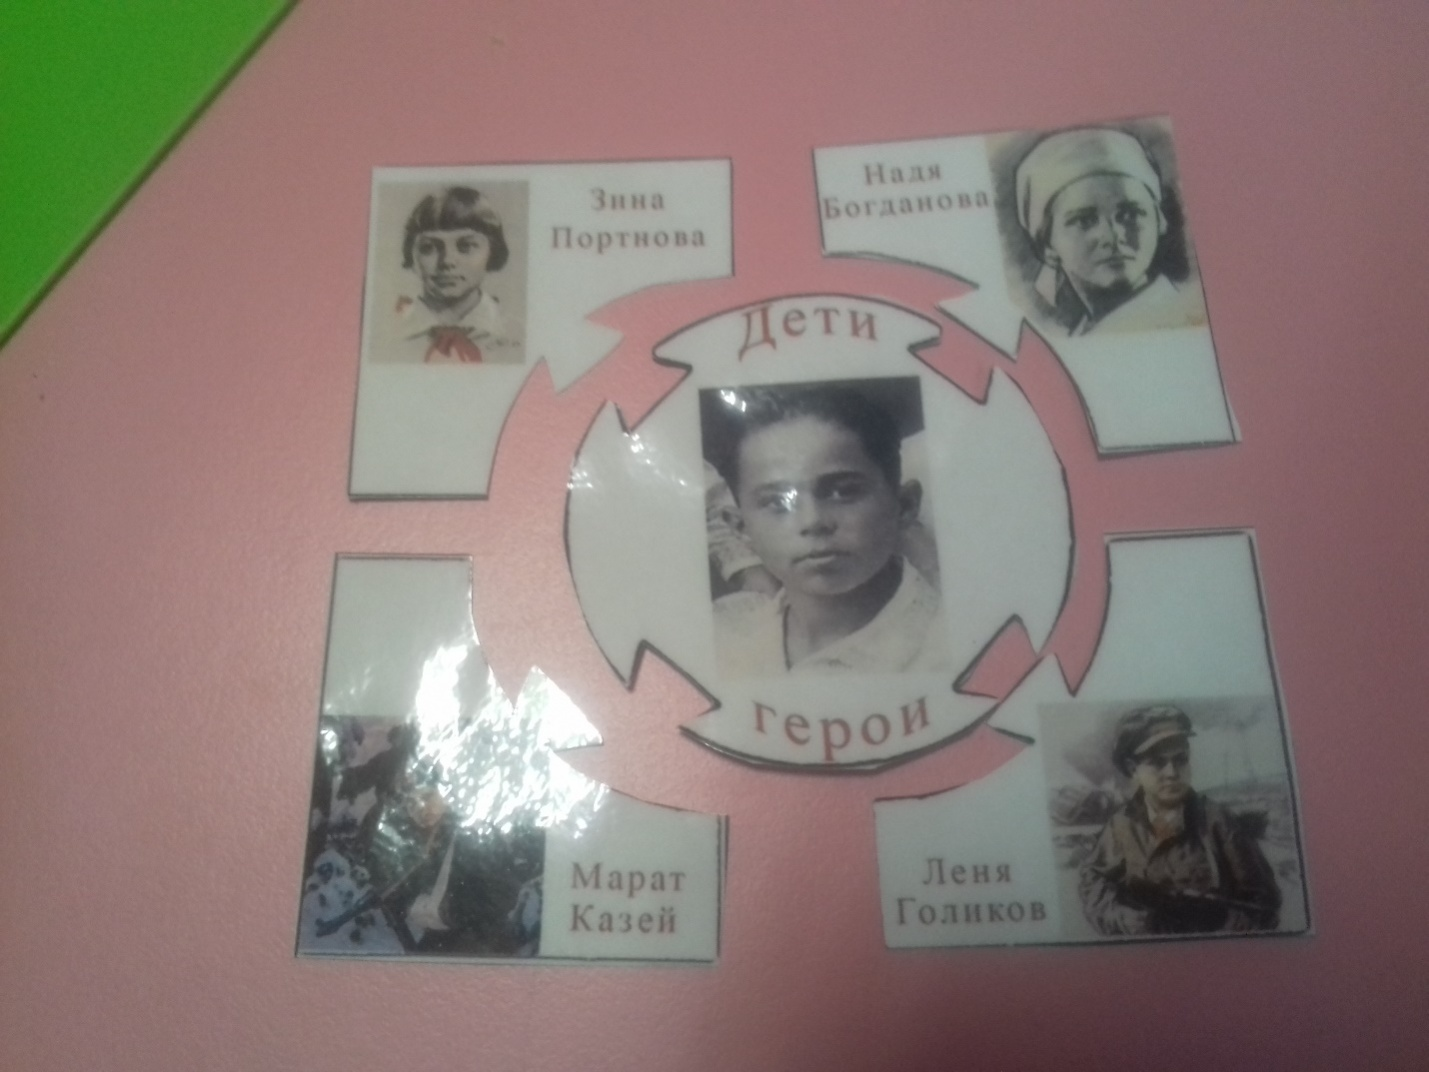 Зина
Портнова
Надя
Богданова
Дети
герои
Марат
Казей
Леня
Голиков